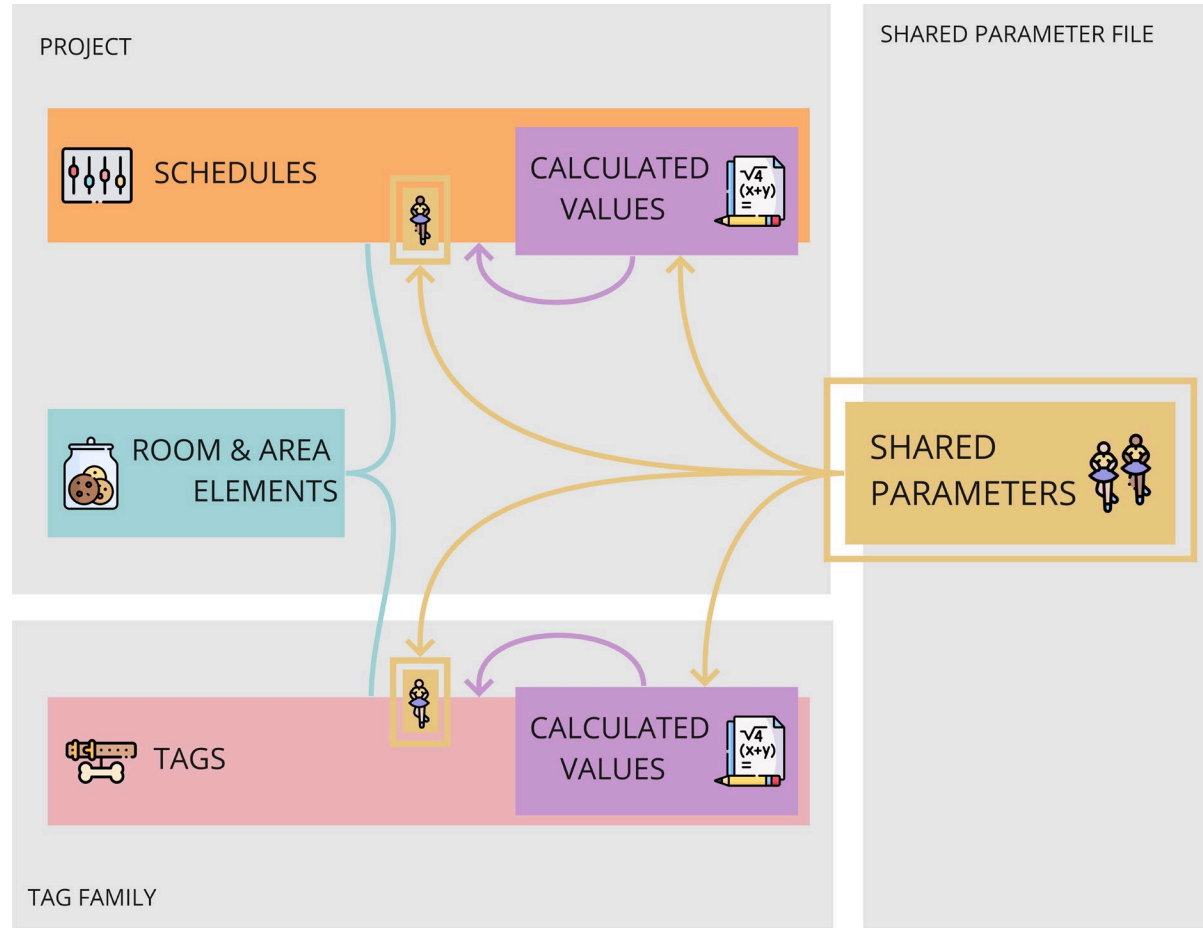 PROJECT
SHARED PARAMETER FILE
SCHEDULES
CALCULATED
VALUES
√4
(x+y)
=
ROOM & AREA
ELEMENTS
SHARED
PARAMETERS
TAGS
CALCULATED
VALUES
√4
(x+y)
=
TAG FAMILY